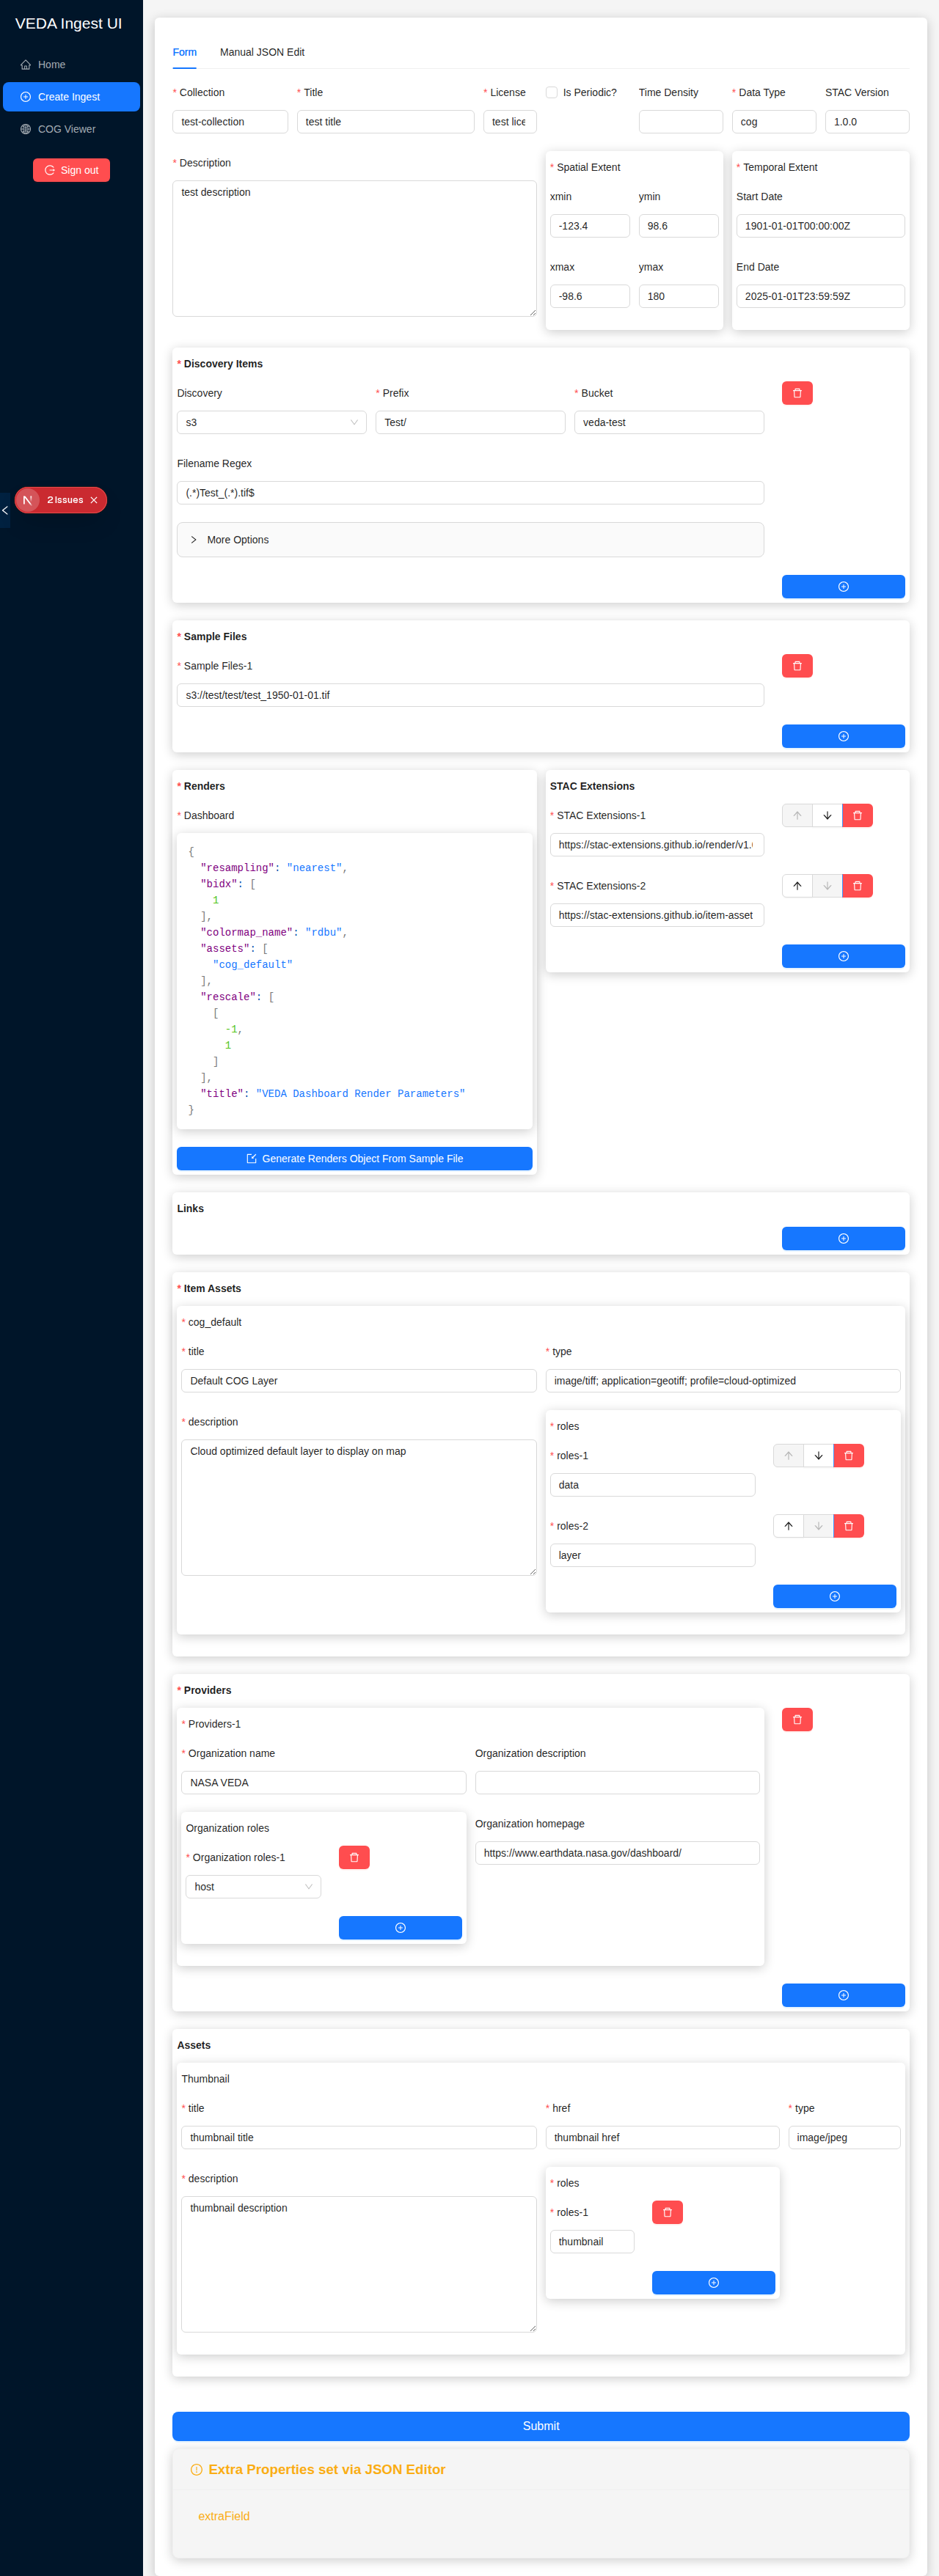 VEDA Ingest UI
Home
Create Ingest
COG Viewer
Sign out
2 Issues
Form Manual JSON Edit
* Collection * Title * License Is Periodic? Time Density * Data Type STAC Version
test-collection test title test lice cog 1.0.0
* Description
test description
* Spatial Extent
xmin ymin
-123.4 98.6
xmax ymax
-98.6 180
* Temporal Extent
Start Date
1901-01-01T00:00:00Z
End Date
2025-01-01T23:59:59Z
* Discovery Items
Discovery * Prefix * Bucket
s3 Test/ veda-test
Filename Regex
(.*)Test_(.*).tif$
More Options
* Sample Files
* Sample Files-1
s3://test/test/test_1950-01-01.tif
* Renders
* Dashboard
{
"resampling": "nearest",
"bidx": [
1
],
"colormap_name": "rdbu",
"assets": [
"cog_default"
],
"rescale": [
[
-1,
1
]
],
"title": "VEDA Dashboard Render Parameters"
}
Generate Renders Object From Sample File
STAC Extensions
* STAC Extensions-1
https://stac-extensions.github.io/render/v1.
* STAC Extensions-2
https://stac-extensions.github.io/item-asset
Links
* Item Assets
* cog_default
* title * type
Default COG Layer image/tiff; application=geotiff; profile=cloud-optimized
* description
Cloud optimized default layer to display on map
* roles
* roles-1
data
* roles-2
layer
* Providers
* Providers-1
* Organization name Organization description
NASA VEDA
Organization roles
* Organization roles-1
host
Organization homepage
https://www.earthdata.nasa.gov/dashboard/
Assets
Thumbnail
* title * href * type
thumbnail title thumbnail href image/jpeg
* description
thumbnail description
* roles
* roles-1
thumbnail
Submit
Extra Properties set via JSON Editor
extraField